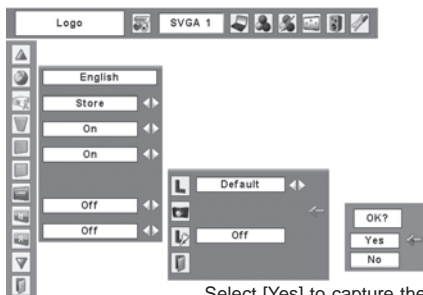 Logo SVGA 1
English
Store
On
On
Off
Off
Default
Off
OK?
Yes
No
Select [Yes] to capture the